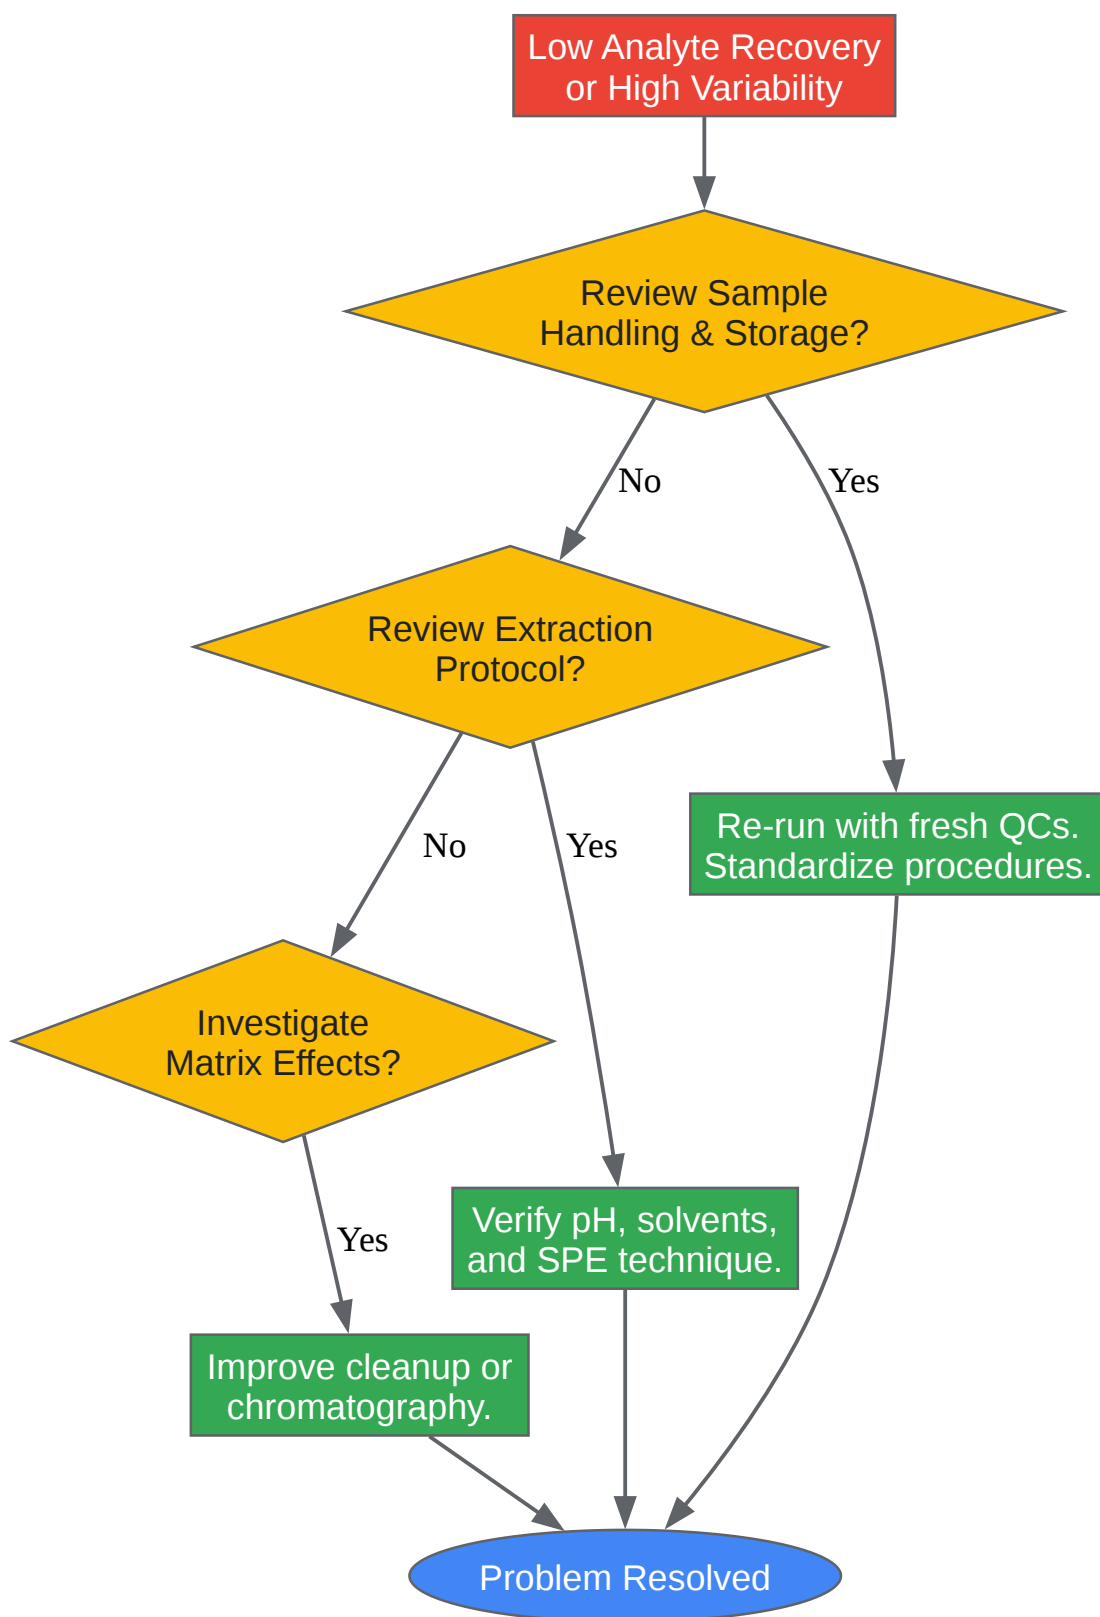 Low Analyte Recovery
or High Variability
Review Sample
Handling & Storage?
No
Yes
Review Extraction
Protocol?
Re-run with fresh QCs.
Standardize procedures.
No
Yes
Investigate
Matrix Effects?
Verify pH, solvents,
and SPE technique.
Yes
Improve cleanup or
chromatography.
Problem Resolved